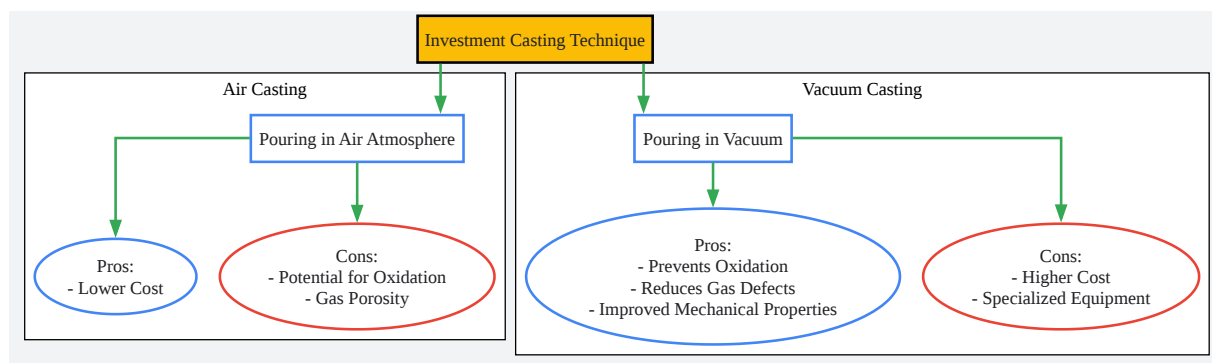 Investment Casting Technique
Air Casting
Pouring in Air Atmosphere
Pros:
- Lower Cost
Cons:
- Potential for Oxidation
- Gas Porosity
Vacuum Casting
Pouring in Vacuum
Pros:
- Prevents Oxidation
- Reduces Gas Defects
- Improved Mechanical Properties
Cons:
- Higher Cost
- Specialized Equipment